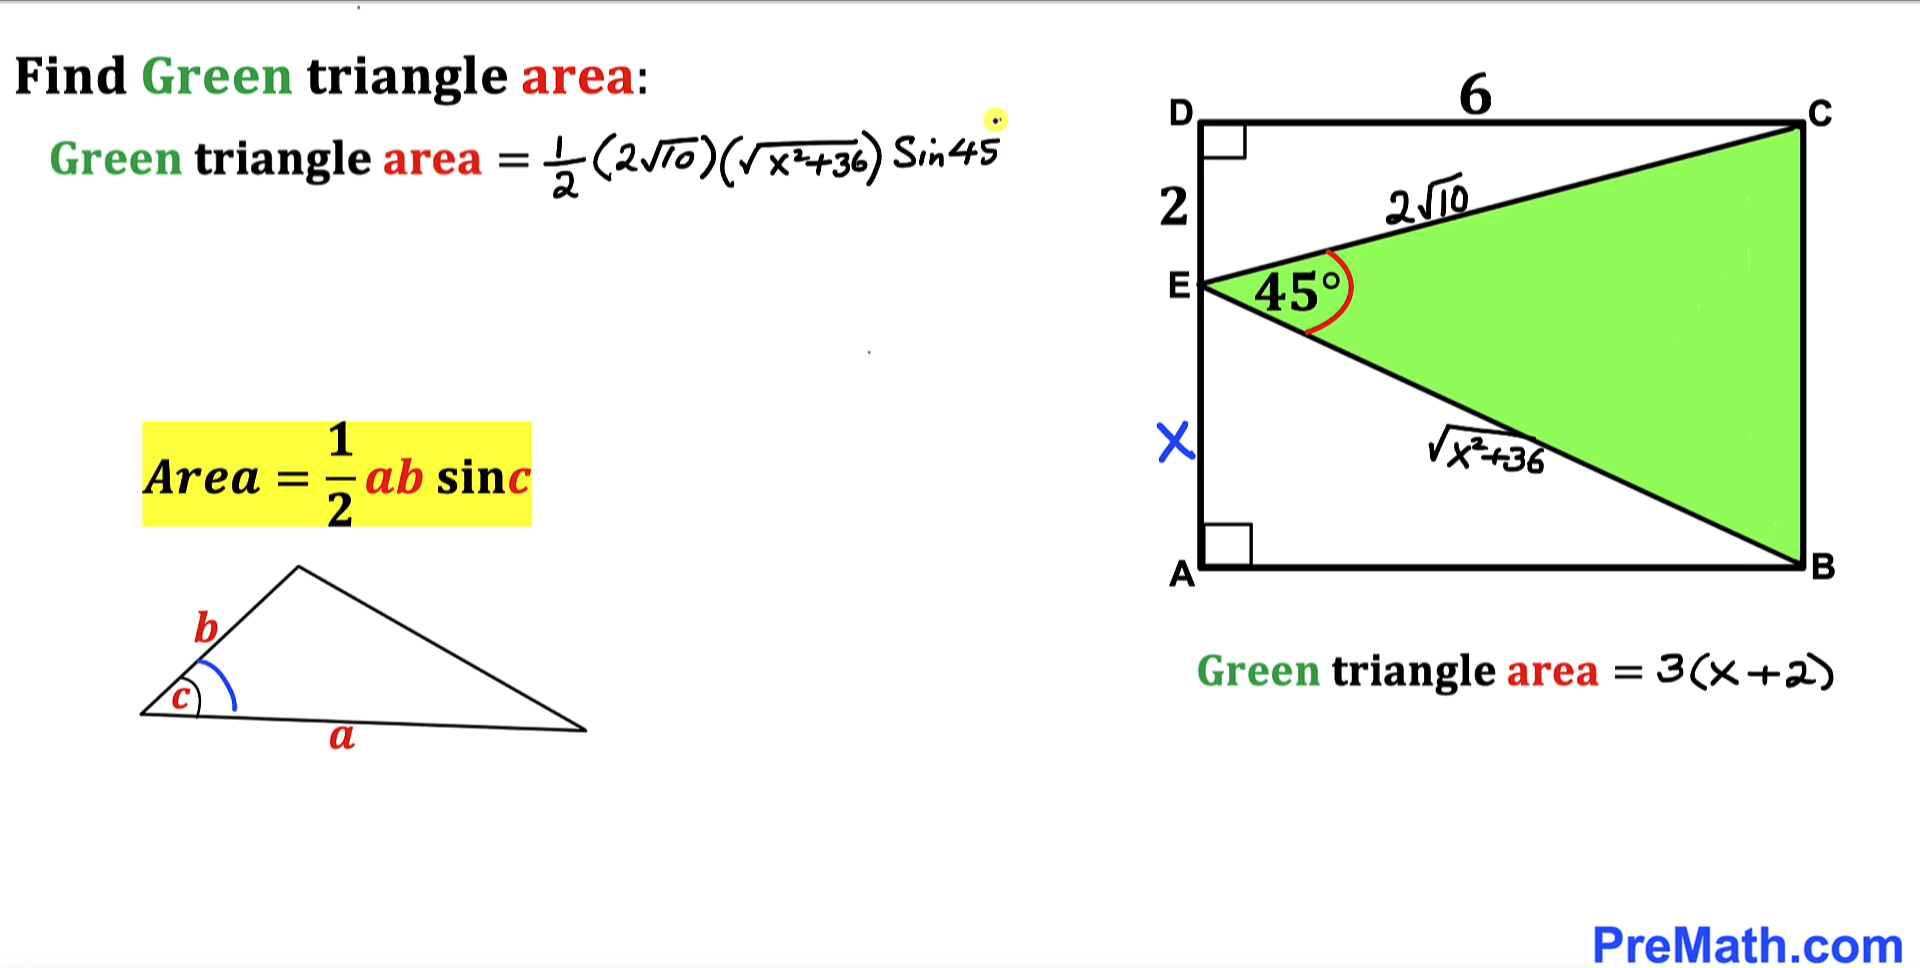 Find Green triangle area:
Green triangle area = 1/2 (2√10)(√x²+36) Sin45°
Area = 1/2 ab sinc
b
c
a
6
D
C
2
2√10
E
45°
X
√x²+36
A
B
Green triangle area = 3(x+2)
PreMath.com